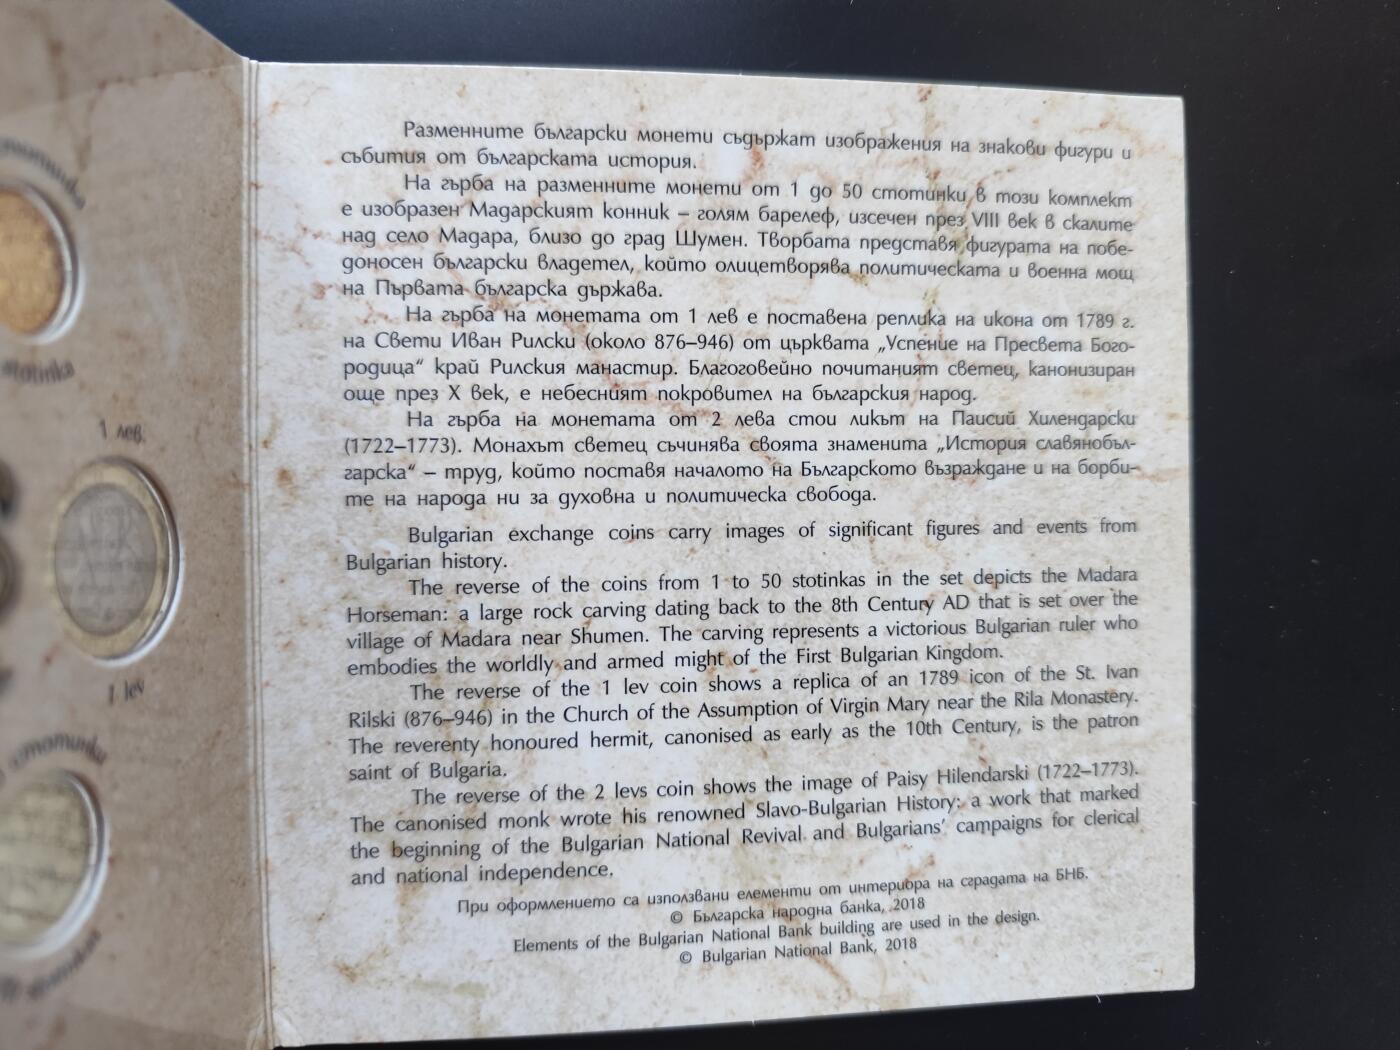 стотинка
stotinka
1 лев
1 lev
стотинки
Разменните български монети съдържат изображения на знакови фигури и
събития от българската история.
На гърба на разменните монети от 1 до 50 стотинки в този комплект
е изобразен Мадарският конник – голям барелеф, изсечен през VIII век в скалите
над село Мадара, близо до град Шумен. Творбата представя фигурата на побе-
доносен български владетел, който олицетворява политическата и военна мощ
на Първата българска държава.
На гърба на монетата от 1 лев е поставена реплика на икона от 1789 г.
на Свети Иван Рилски (около 876–946) от църквата „Успение на Пресвета Бого-
родица“ край Рилския манастир. Благоговейно почитаният светец, канонизиран
още през X век, е небесният покровител на българския народ.
На гърба на монетата от 2 лева стои ликът на Паисий Хилендарски
(1722–1773). Монахът светец съчинява своята знаменита „История славянобъл-
гарска“ – труд, който поставя началото на Българското възраждане и на борби-
те на народа ни за духовна и политическа свобода.
Bulgarian exchange coins carry images of significant figures and events from
Bulgarian history.
The reverse of the coins from 1 to 50 stotinkas in the set depicts the Madara
Horseman: a large rock carving dating back to the 8th Century AD that is set over the
village of Madara near Shumen. The carving represents a victorious Bulgarian ruler who
embodies the worldly and armed might of the First Bulgarian Kingdom.
The reverse of the 1 lev coin shows a replica of an 1789 icon of the St. Ivan
Rilski (876–946) in the Church of the Assumption of Virgin Mary near the Rila Monastery.
The reverenty honoured hermit, canonised as early as the 10th Century, is the patron
saint of Bulgaria.
The reverse of the 2 levs coin shows the image of Paisy Hilendarski (1722–1773).
The canonised monk wrote his renowned Slavo-Bulgarian History: a work that marked
the beginning of the Bulgarian National Revival and Bulgarians’ campaigns for clerical
and national independence.
При оформлението са използвани елементи от интериора на сградата на БНБ.
© Българска народна банка, 2018
Elements of the Bulgarian National Bank building are used in the design.
© Bulgarian National Bank, 2018